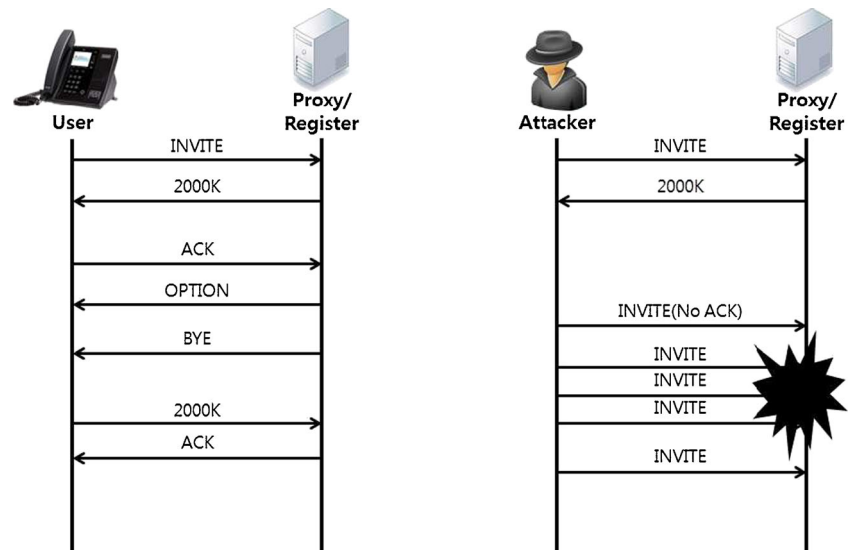 User
Proxy/
Register
INVITE
2000K
ACK
OPTION
BYE
2000K
ACK
Attacker
Proxy/
Register
INVITE
2000K
INVITE(No ACK)
INVITE
INVITE
INVITE
INVITE